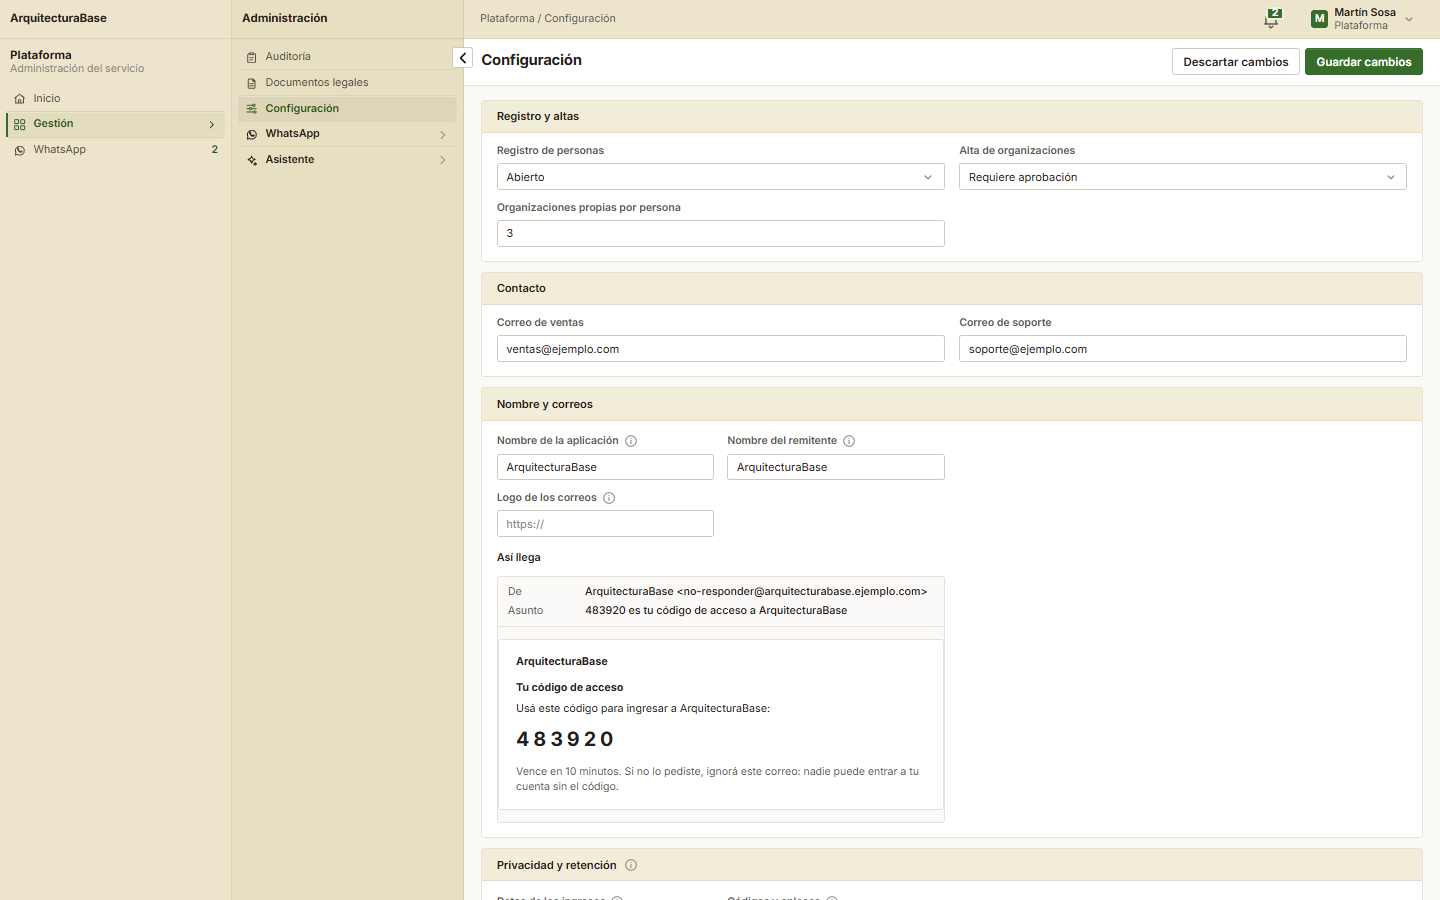 ArquitecturaBase
Plataforma
Administración del servicio
Inicio
Gestión
WhatsApp 2
Administración
Auditoría
Documentos legales
Configuración
WhatsApp
Asistente
Plataforma / Configuración
2
M
Martín Sosa
Plataforma
Configuración
Descartar cambios
Guardar cambios
Registro y altas
Registro de personas
Abierto
Alta de organizaciones
Requiere aprobación
Organizaciones propias por persona
3
Contacto
Correo de ventas
ventas@ejemplo.com
Correo de soporte
soporte@ejemplo.com
Nombre y correos
Nombre de la aplicación
ArquitecturaBase
Nombre del remitente
ArquitecturaBase
Logo de los correos
https://
Así llega
De ArquitecturaBase <no-responder@arquitecturabase.ejemplo.com>
Asunto 483920 es tu código de acceso a ArquitecturaBase
ArquitecturaBase
Tu código de acceso
Usá este código para ingresar a ArquitecturaBase:
483920
Vence en 10 minutos. Si no lo pediste, ignorá este correo: nadie puede entrar a tu
cuenta sin el código.
Privacidad y retención